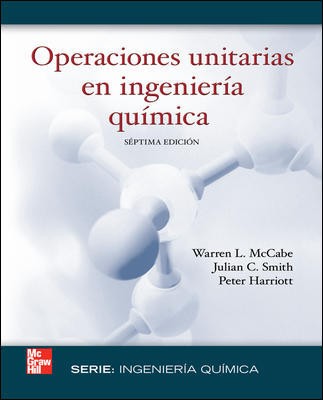 Operaciones unitarias
en ingeniería
química
SÉPTIMA EDICIÓN
Warren L. McCabe
Julian C. Smith
Peter Harriott
Mc
Graw
Hill
SERIE: INGENIERÍA QUÍMICA